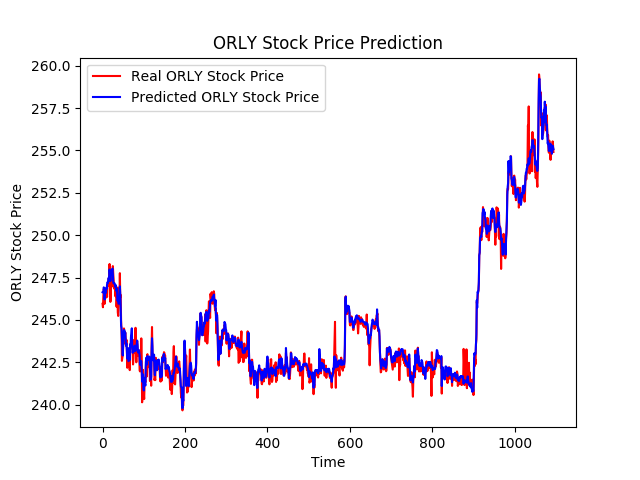 ORLY Stock Price Prediction
Real ORLY Stock Price
Predicted ORLY Stock Price
260.0
257.5
255.0
252.5
250.0
247.5
245.0
242.5
240.0
ORLY Stock Price
0 200 400 600 800 1000
Time